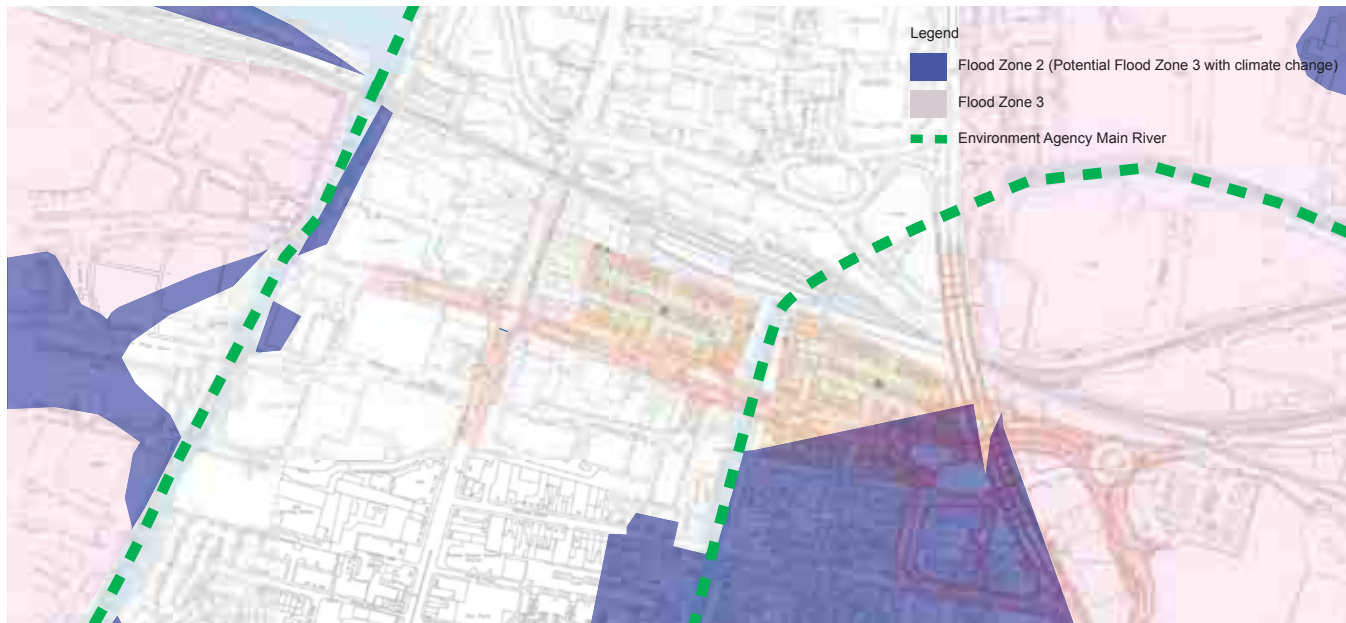 Legend
Flood Zone 2 (Potential Flood Zone 3 with climate change)
Flood Zone 3
Environment Agency Main River